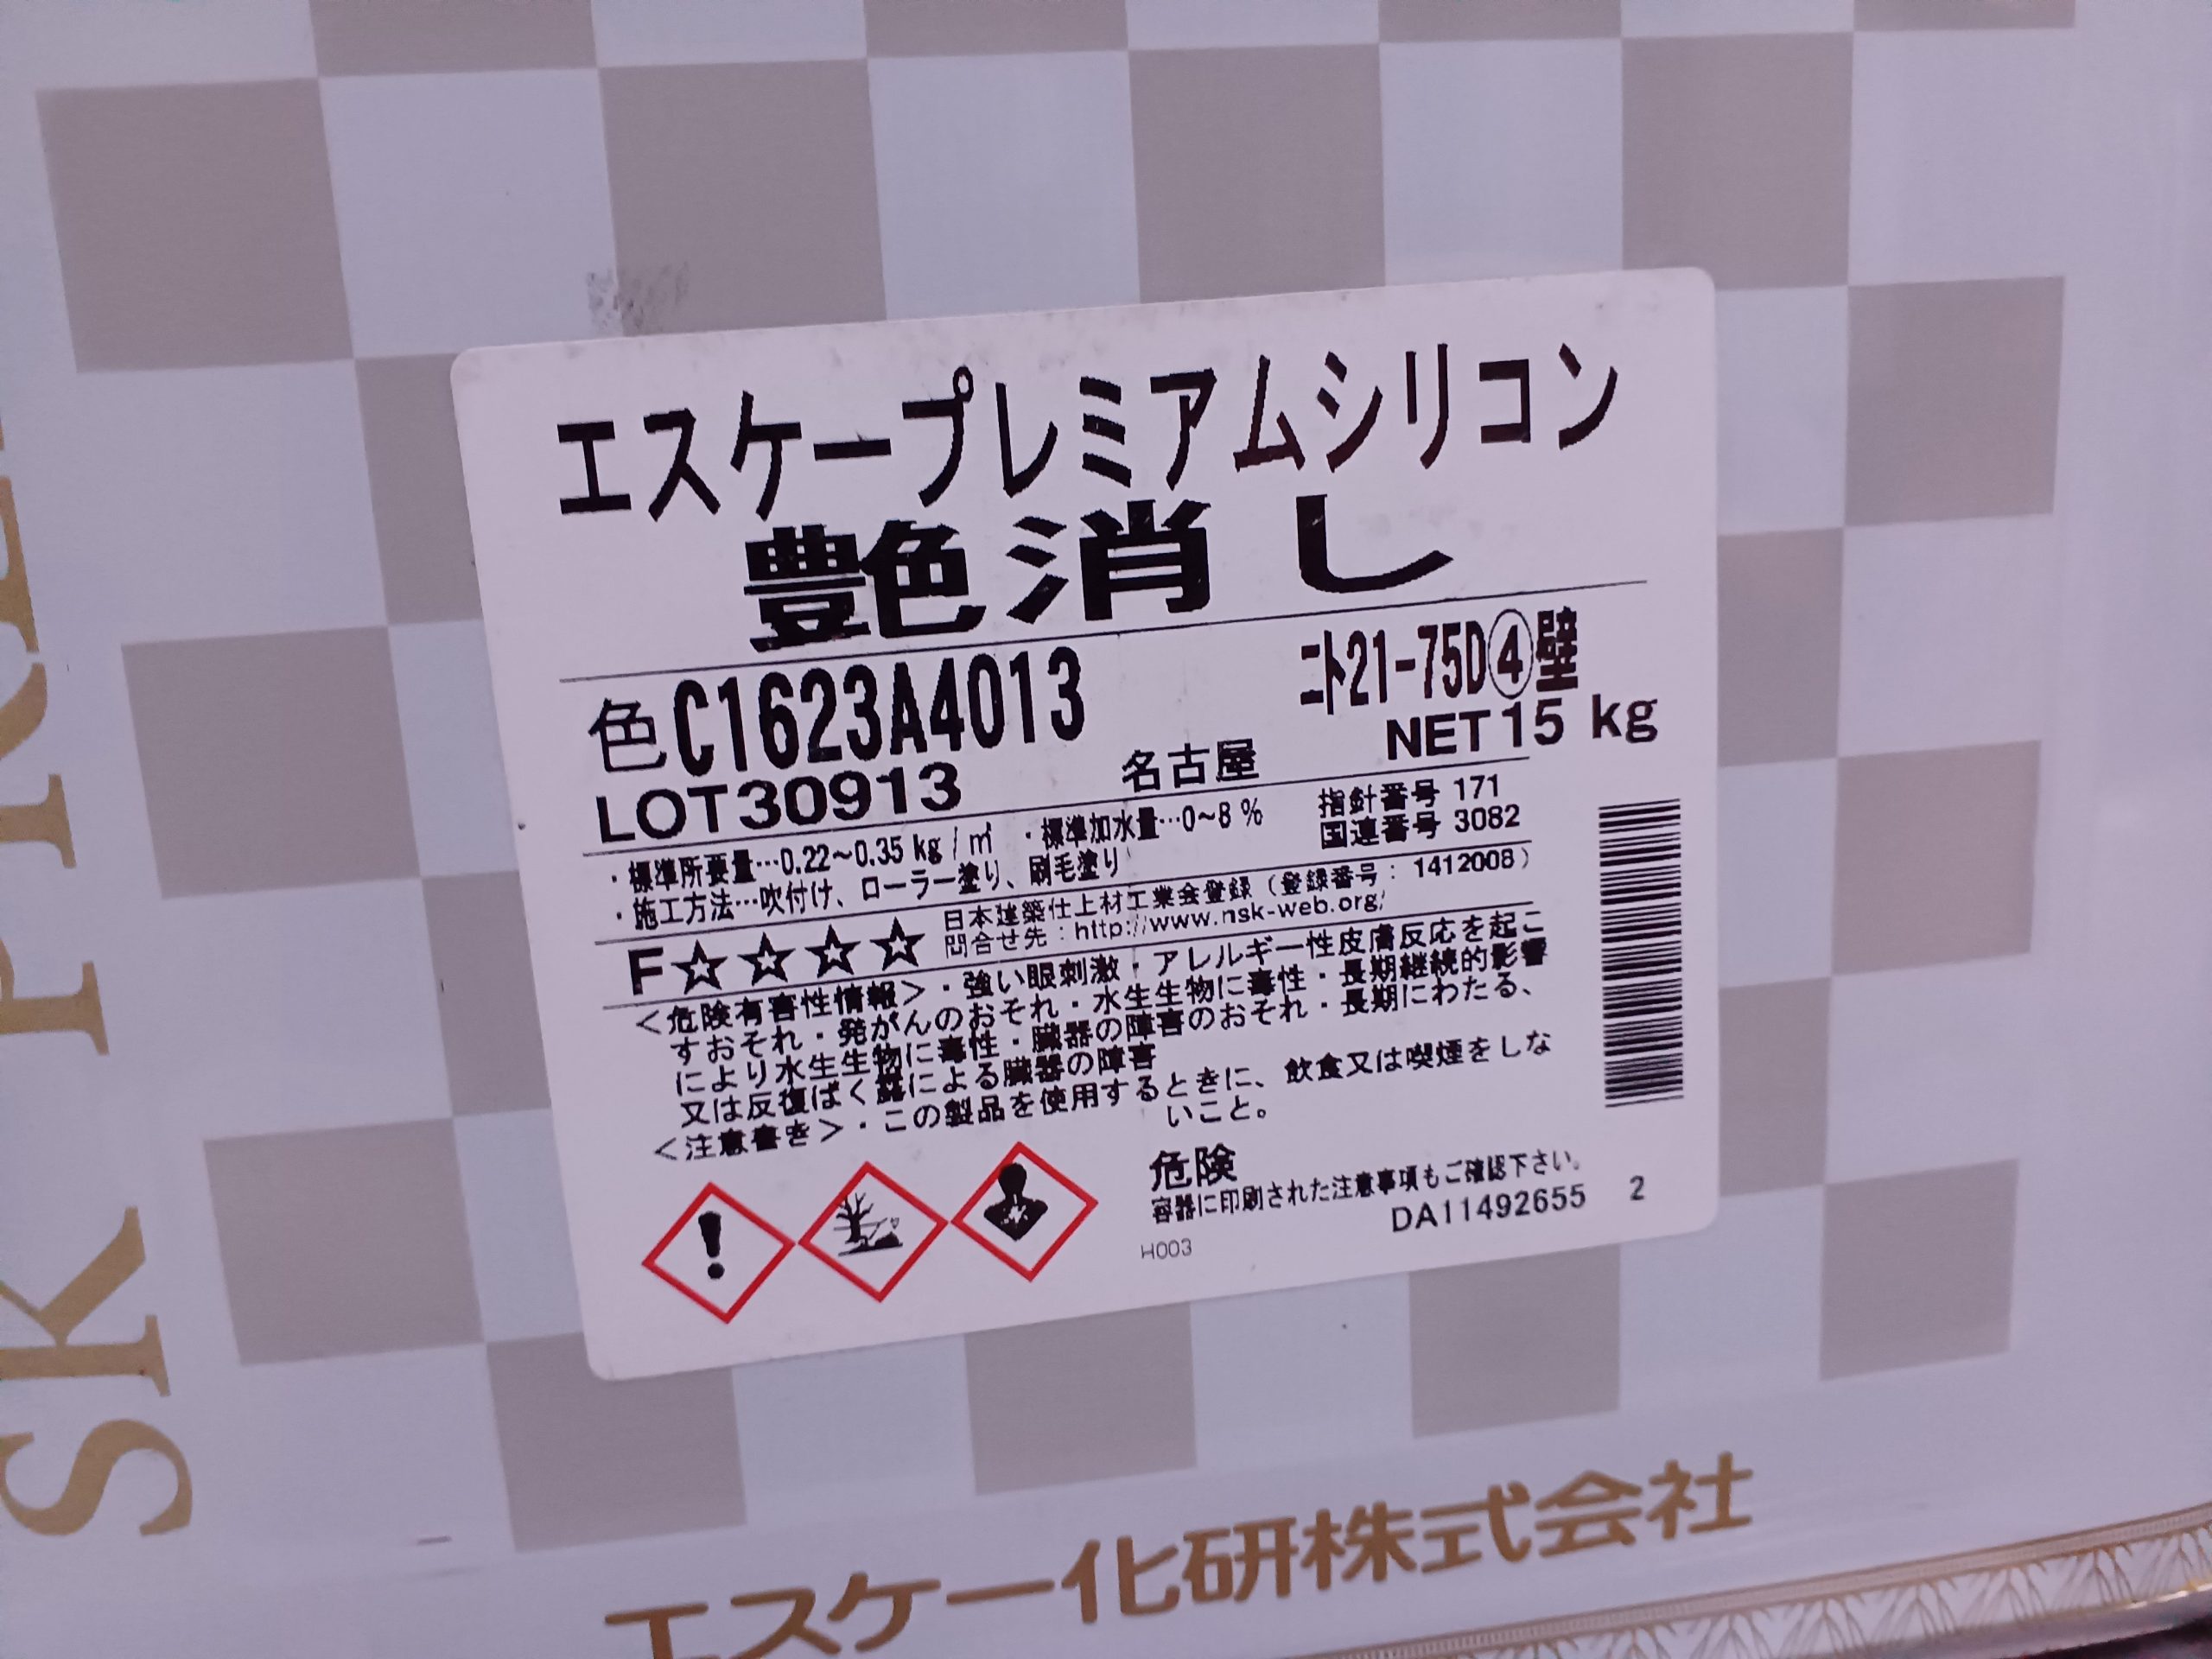 エスケープレミアムシリコン
艶消し
色C1623A4013
ニト21-75D④壁
LOT30913
名古屋
NET15 kg
・標準所要量…0.22～0.35 kg/㎡ ・標準加水量…0～8 %
・施工方法…吹付け、ローラー塗り、刷毛塗り
指針番号 171
国連番号 3082
F☆☆☆☆
日本建築仕上材工業会登録（登録番号：1412008）
問合せ先：http://www.nsk-web.org/
＜危険有害性情報＞・強い眼刺激・アレルギー性皮膚反応を起こ
すおそれ・発がんのおそれ・水生生物に毒性・長期継続的影響
により水生生物に毒性・臓器の障害のおそれ・長期にわたる、
又は反復ばく露による臓器の障害
＜注意書き＞・この製品を使用するときに、飲食又は喫煙をしな
いこと。
危険
容器に印刷された注意事項もご確認下さい。
DA11492655 2
H003
エスケー化研株式会社
SK